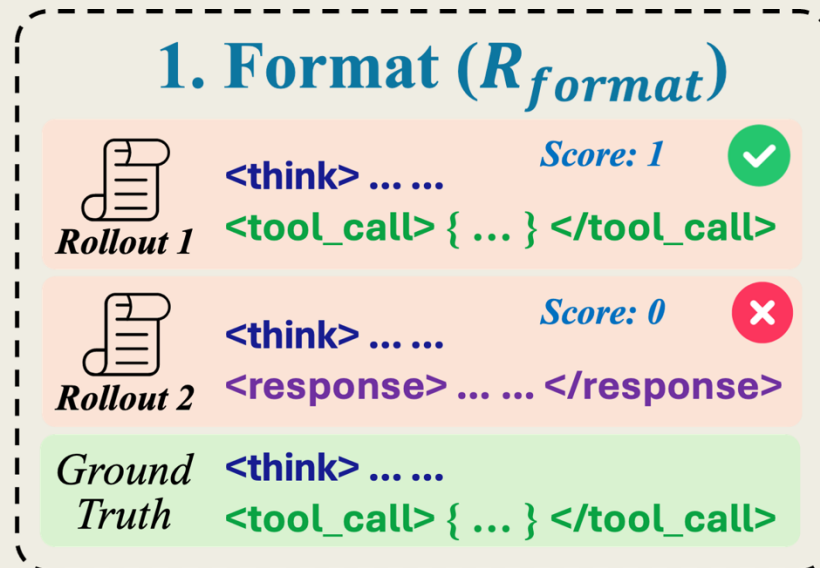 1. Format (R_format)
<think> ... ...
Score: 1
Rollout 1
<tool_call> { ... } </tool_call>
<think> ... ...
Score: 0
Rollout 2
<response> ... ... </response>
Ground
Truth
<think> ... ...
<tool_call> { ... } </tool_call>